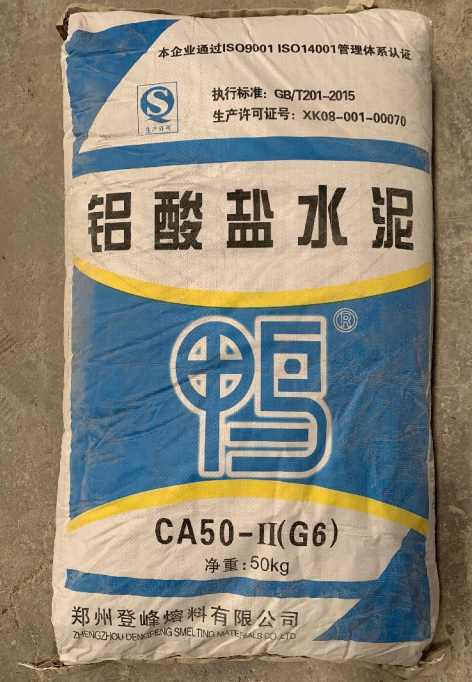 本企业通过ISO9001 ISO14001管理体系认证
生产许可
执行标准：GB/T201-2015
生产许可证号：XK08-001-00070
铝酸盐水泥
鸭®
CA50-II(G6)
净重：50kg
郑州登峰熔料有限公司
ZHENGZHOU DENGFENG SMELTING MATERIALS CO.,LTD